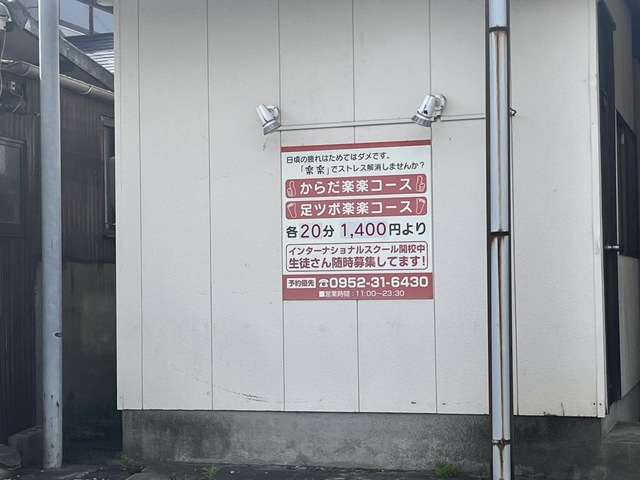 日頃の疲れはためてはダメです。
「楽楽」でストレス解消しませんか?
からだ楽楽コース
足ツボ楽楽コース
各20分 1,400円より
インターナショナルスクール開校中
生徒さん随時募集してます!
予約優先 ☎0952-31-6430
■営業時間:11:00~23:30